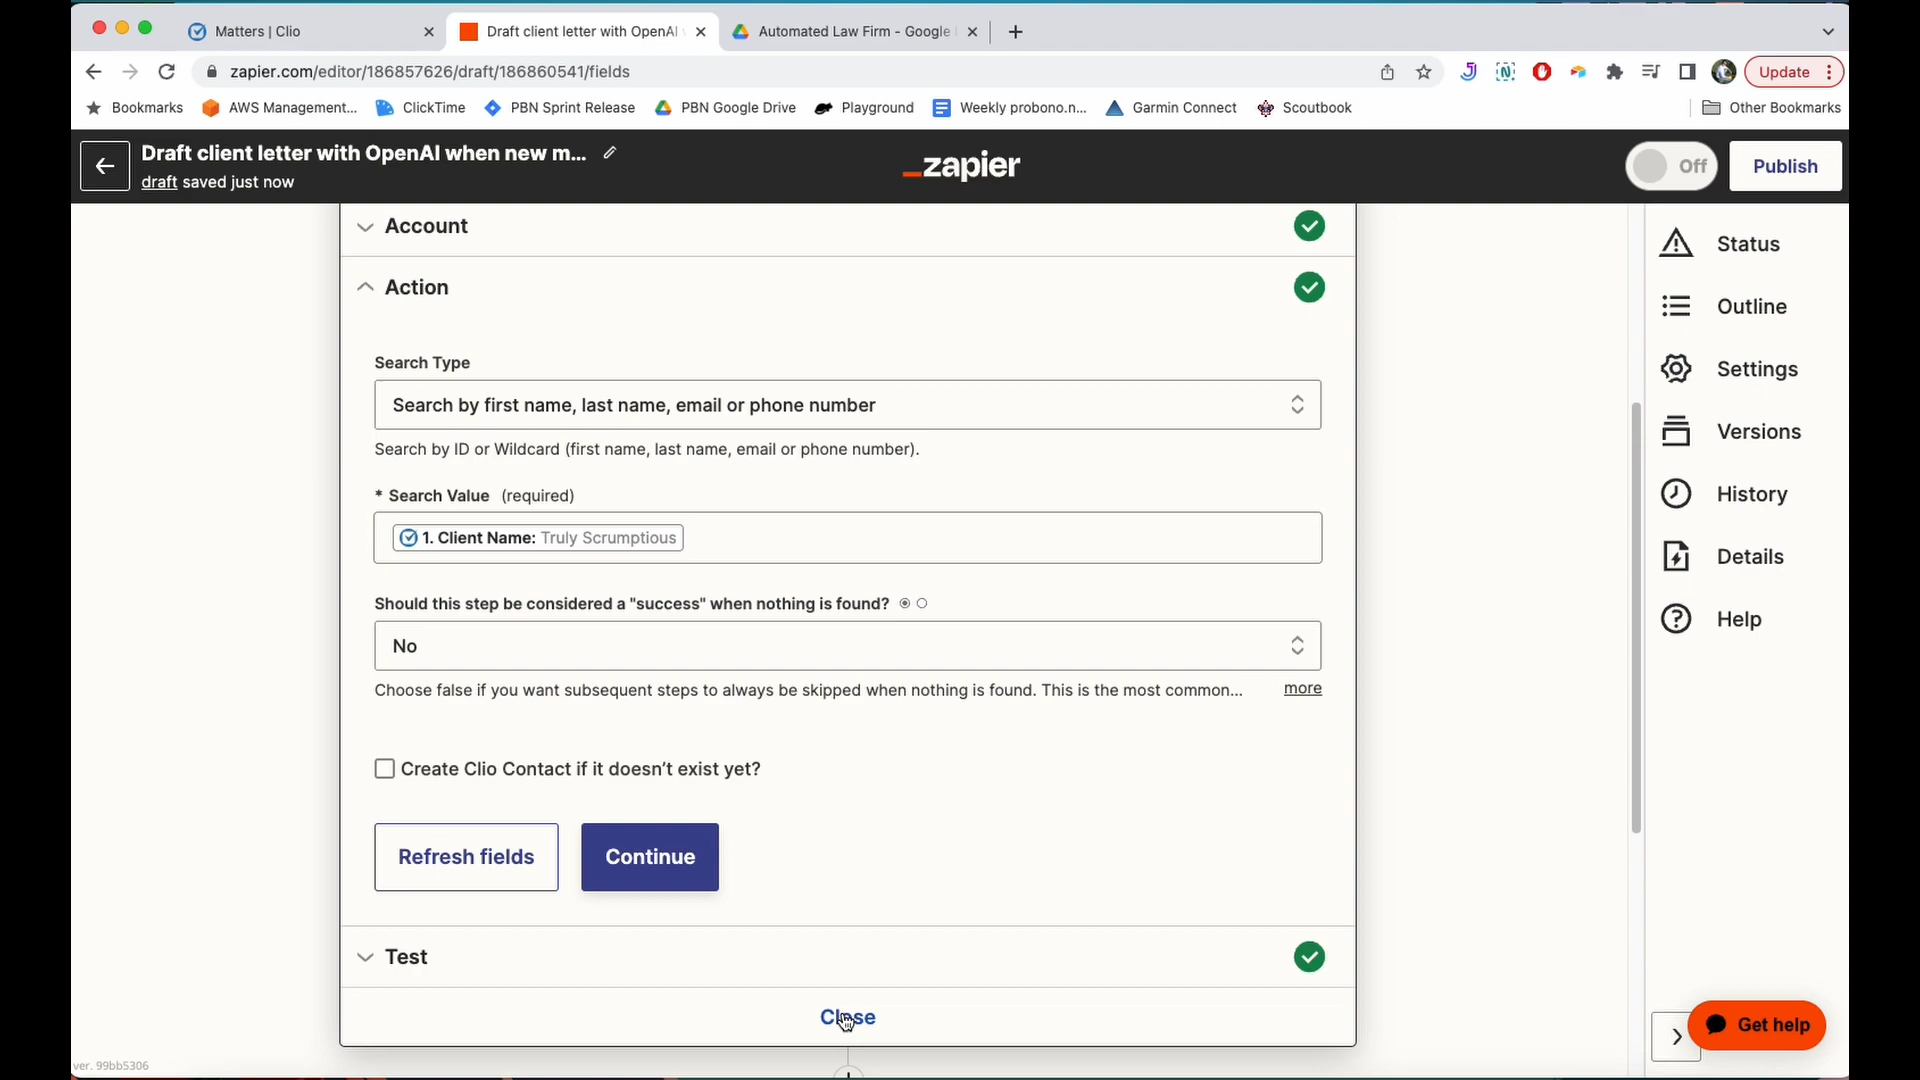 Matters | Clio
Draft client letter with OpenAI
Automated Law Firm - Google
zapier.com/editor/186857626/draft/186860541/fields
Update
Bookmarks
AWS Management...
ClickTime
PBN Sprint Release
PBN Google Drive
Playground
Weekly probono.n...
Garmin Connect
Scoutbook
Other Bookmarks
Draft client letter with OpenAI when new m...
draft saved just now
_zapier
Off
Publish
Account
Action
Search Type
Search by first name, last name, email or phone number
Search by ID or Wildcard (first name, last name, email or phone number).
* Search Value (required)
1. Client Name: Truly Scrumptious
Should this step be considered a "success" when nothing is found?
No
Choose false if you want subsequent steps to always be skipped when nothing is found. This is the most common...
more
Create Clio Contact if it doesn’t exist yet?
Refresh fields
Continue
Test
Close
Status
Outline
Settings
Versions
History
Details
Help
Get help
ver. 99bb5306